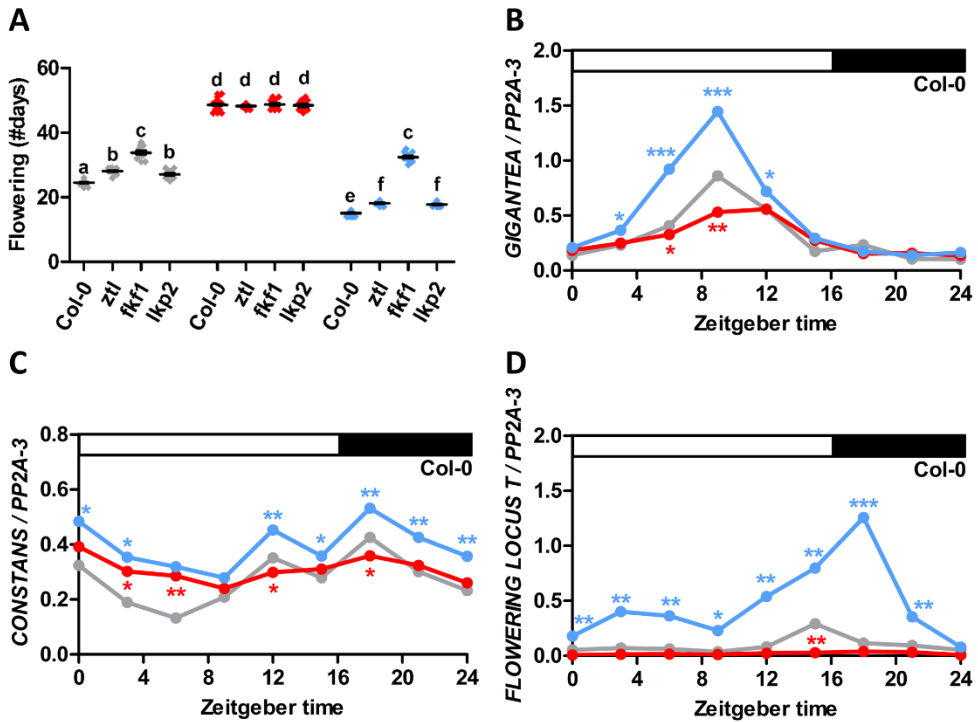 A
Flowering (#days)
60
40
20
0
a
b
c
b
d
d
d
d
e
f
c
f
Col-0
ztl
fkf1
lkp2
Col-0
ztl
fkf1
lkp2
Col-0
ztl
fkf1
lkp2
B
GIGANTEA / PP2A-3
2.0
1.5
1.0
0.5
0.0
Col-0
*
***
***
*
*
**
0
4
8
12
16
20
24
Zeitgeber time
C
CONSTANS / PP2A-3
0.8
0.6
0.4
0.2
0.0
Col-0
*
*
**
*
**
**
**
*
**
*
*
0
4
8
12
16
20
24
Zeitgeber time
D
FLOWERING LOCUS T / PP2A-3
2.0
1.5
1.0
0.5
0.0
Col-0
**
**
**
*
**
**
***
**
**
0
4
8
12
16
20
24
Zeitgeber time